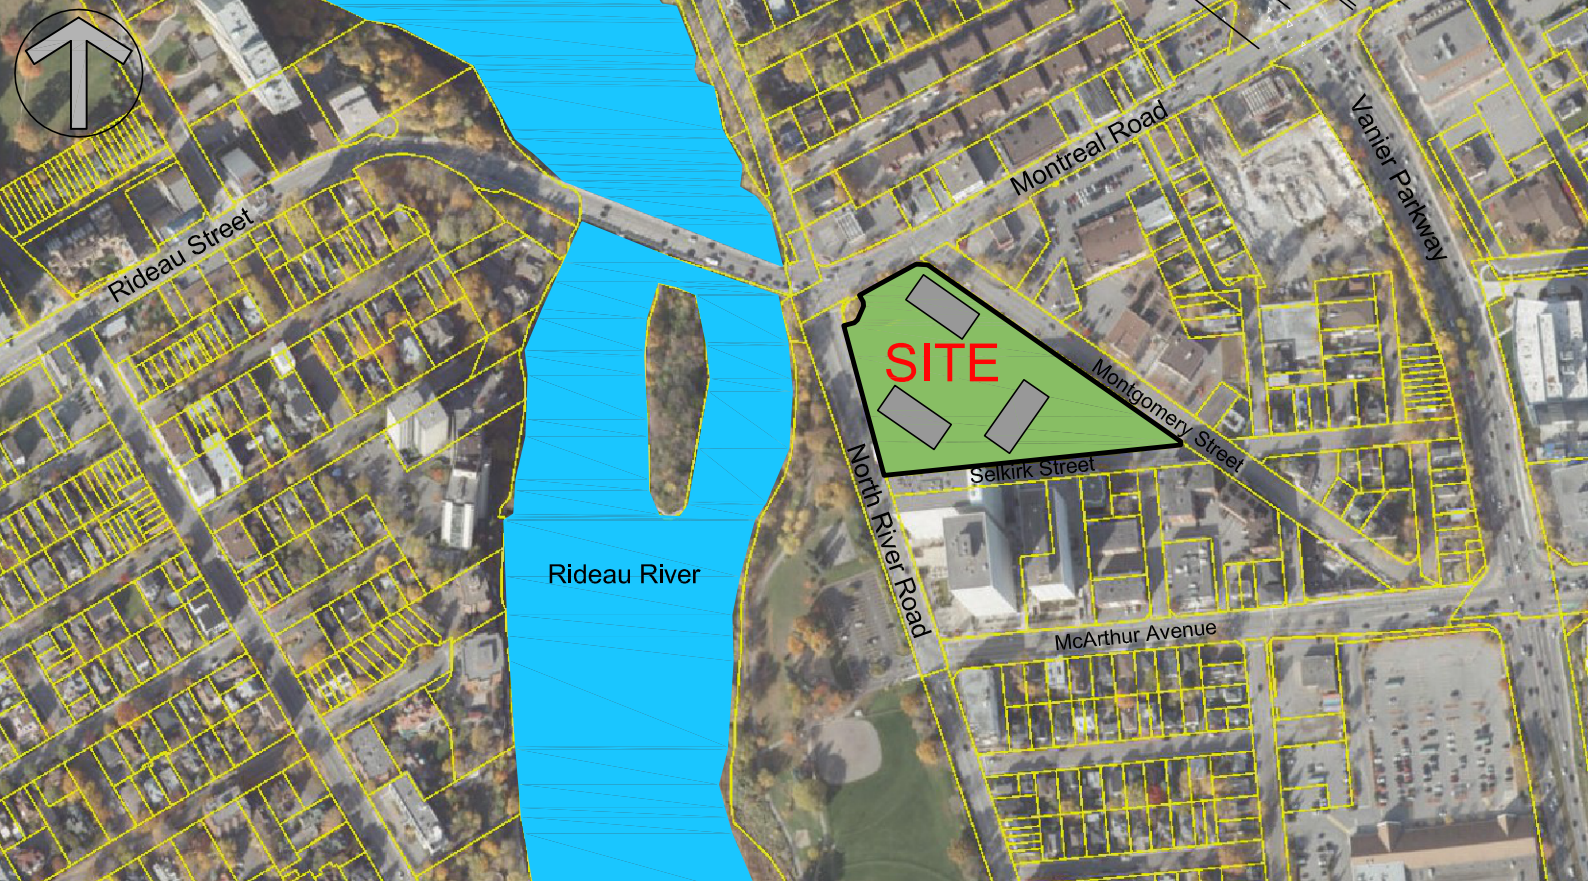 Rideau Street
Montreal Road
Vanier Parkway
SITE
Montgomery Street
Selkirk Street
North River Road
Rideau River
McArthur Avenue